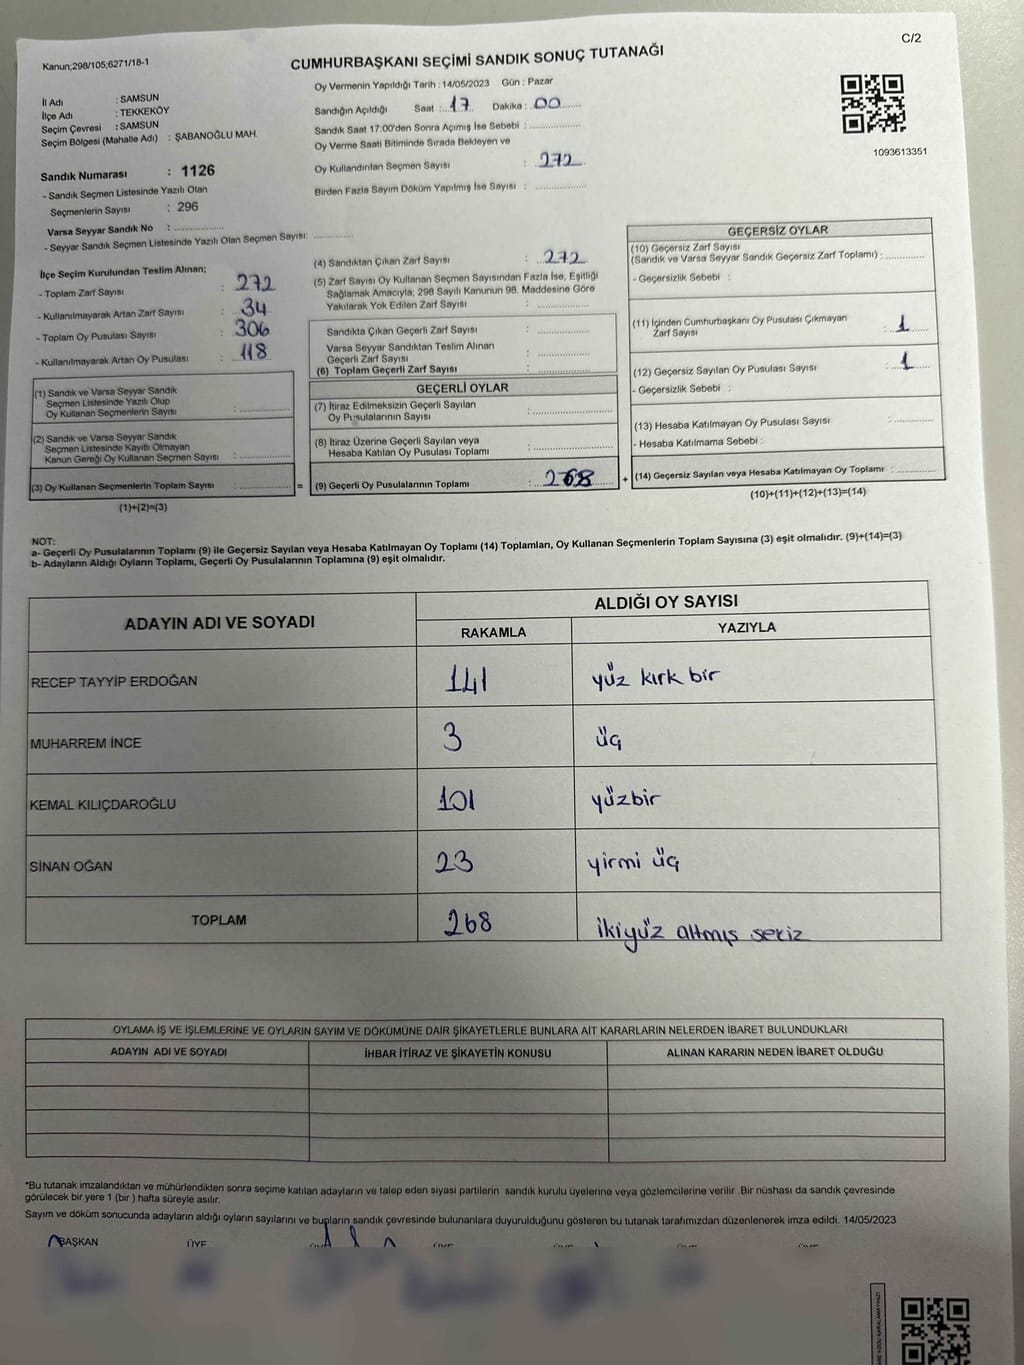 C/2
Kanun;298/105;6271/18-1
CUMHURBAŞKANI SEÇİMİ SANDIK SONUÇ TUTANAĞI
Oy Vermenin Yapıldığı Tarih :14/05/2023 Gün : Pazar
İl Adı : SAMSUN
İlçe Adı : TEKKEKÖY
Seçim Çevresi : SAMSUN
Seçim Bölgesi (Mahalle Adı) : ŞABANOĞLU MAH.
Sandığın Açıldığı Saat :...17 Dakika : 00
Sandık Saat 17:00'den Sonra Açımış İse Sebebi :
Oy Verme Saati Bitiminde Sırada Bekleyen ve
Oy Kullandırılan Seçmen Sayısı : 272
Birden Fazla Sayım Döküm Yapılmış İse Sayısı :
1093613351
Sandık Numarası : 1126
- Sandık Seçmen Listesinde Yazılı Olan
Seçmenlerin Sayısı : 296
Varsa Seyyar Sandık No :
- Seyyar Sandık Seçmen Listesinde Yazılı Olan Seçmen Sayısı:
İlçe Seçim Kurulundan Teslim Alınan;
- Toplam Zarf Sayısı : 272
- Kullanılmayarak Artan Zarf Sayısı : 34
- Toplam Oy Pusulası Sayısı : 306
- Kullanılmayarak Artan Oy Pusulası : 118
(1) Sandık ve Varsa Seyyar Sandık
Seçmen Listesinde Yazılı Olup
Oy Kullanan Seçmenlerin Sayısı :
(2) Sandık ve Varsa Seyyar Sandık
Seçmen Listesinde Kayıtlı Olmayan
Kanun Gereği Oy Kullanan Seçmen Sayısı :
(3) Oy Kullanan Seçmenlerin Toplam Sayısı : =
(1)+(2)=(3)
(4) Sandıktan Çıkan Zarf Sayısı : 272
(5) Zarf Sayısı Oy Kullanan Seçmen Sayısından Fazla İse, Eşitliği
Sağlamak Amacıyla; 298 Sayılı Kanunun 98. Maddesine Göre
Yakılarak Yok Edilen Zarf Sayısı :
Sandıkta Çıkan Geçerli Zarf Sayısı :
Varsa Seyyar Sandıktan Teslim Alınan
Geçerli Zarf Sayısı :
(6) Toplam Geçerli Zarf Sayısı :
GEÇERLİ OYLAR
(7) İtiraz Edilmeksizin Geçerli Sayılan
Oy Pusulalarının Sayısı :
(8) İtiraz Üzerine Geçerli Sayılan veya
Hesaba Katılan Oy Pusulası Toplamı :
(9) Geçerli Oy Pusulalarının Toplamı : 268 +
GEÇERSİZ OYLAR
(10) Geçersiz Zarf Sayısı
(Sandık ve Varsa Seyyar Sandık Geçersiz Zarf Toplamı) :
- Geçersizlik Sebebi :
(11) İçinden Cumhurbaşkanı Oy Pusulası Çıkmayan
Zarf Sayısı : 1
(12) Geçersiz Sayılan Oy Pusulası Sayısı : 1
- Geçersizlik Sebebi :
(13) Hesaba Katılmayan Oy Pusulası Sayısı :
- Hesaba Katılmama Sebebi :
(14) Geçersiz Sayılan veya Hesaba Katılmayan Oy Toplamı :
(10)+(11)+(12)+(13)=(14)
NOT:
a- Geçerli Oy Pusulalarının Toplamı (9) ile Geçersiz Sayılan veya Hesaba Katılmayan Oy Toplamı (14) Toplamları, Oy Kullanan Seçmenlerin Toplam Sayısına (3) eşit olmalıdır. (9)+(14)=(3)
b- Adayların Aldığı Oyların Toplamı, Geçerli Oy Pusulalarının Toplamına (9) eşit olmalıdır.
ADAYIN ADI VE SOYADI
ALDIĞI OY SAYISI
RAKAMLA YAZIYLA
RECEP TAYYİP ERDOĞAN 141 yüz kırk bir
MUHARREM İNCE 3 üç
KEMAL KILIÇDAROĞLU 101 yüzbir
SİNAN OĞAN 23 yirmi üç
TOPLAM 268 ikiyüz altmış sekiz
OYLAMA İŞ VE İŞLEMLERİNE VE OYLARIN SAYIM VE DÖKÜMÜNE DAİR ŞİKAYETLERLE BUNLARA AİT KARARLARIN NELERDEN İBARET BULUNDUKLARI
ADAYIN ADI VE SOYADI İHBAR İTİRAZ VE ŞİKAYETİN KONUSU ALINAN KARARIN NEDEN İBARET OLDUĞU
*Bu tutanak imzalandıktan ve mühürlendikten sonra seçime katılan adayların ve talep eden siyasi partilerin sandık kurulu üyelerine veya gözlemcilerine verilir .Bir nüshası da sandık çevresinde
görülecek bir yere 1 (bir ) hafta süreyle asılır.
Sayım ve döküm sonucunda adayların aldığı oyların sayılarını ve bunların sandık çevresinde bulunanlara duyurulduğunu gösteren bu tutanak tarafımızdan düzenlenerek imza edildi. 14/05/2023
BAŞKAN ÜYE